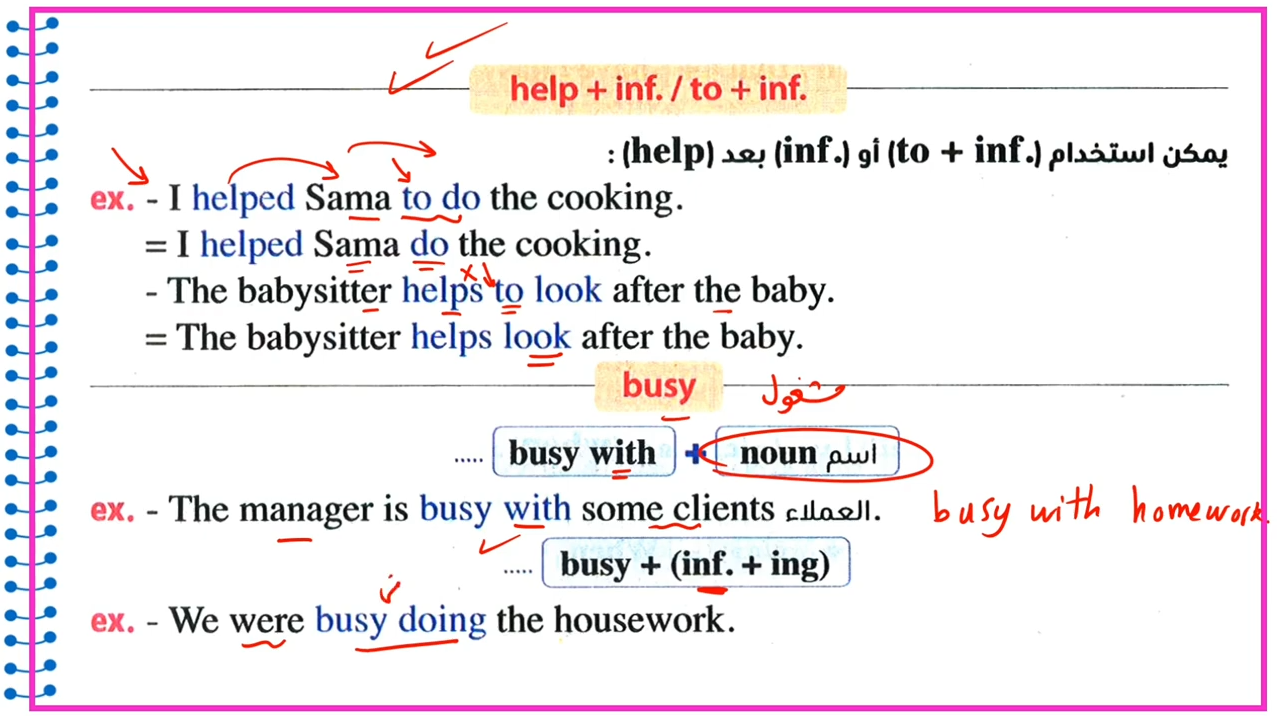 help + inf. / to + inf.
يمكن استخدام (to + inf.) أو (inf.) بعد (help) :
ex. - I helped Sama to do the cooking.
= I helped Sama do the cooking.
- The babysitter helps to look after the baby.
= The babysitter helps look after the baby.
busy مشغول
..... busy with + noun اسم
ex. - The manager is busy with some clients العملاء. busy with homework.
..... busy + (inf. + ing)
ex. - We were busy doing the housework.